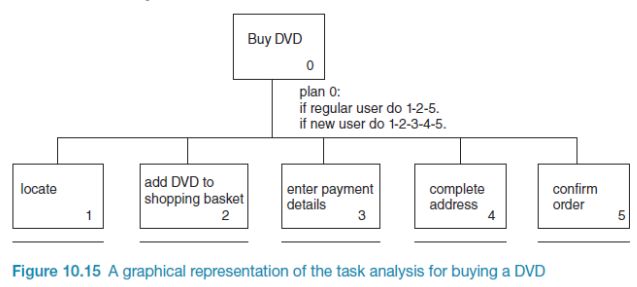 Buy DVD
0
plan 0:
if regular user do 1-2-5.
if new user do 1-2-3-4-5.
locate
1
add DVD to
shopping basket
2
enter payment
details
3
complete
address
4
confirm
order
5
Figure 10.15 A graphical representation of the task analysis for buying a DVD